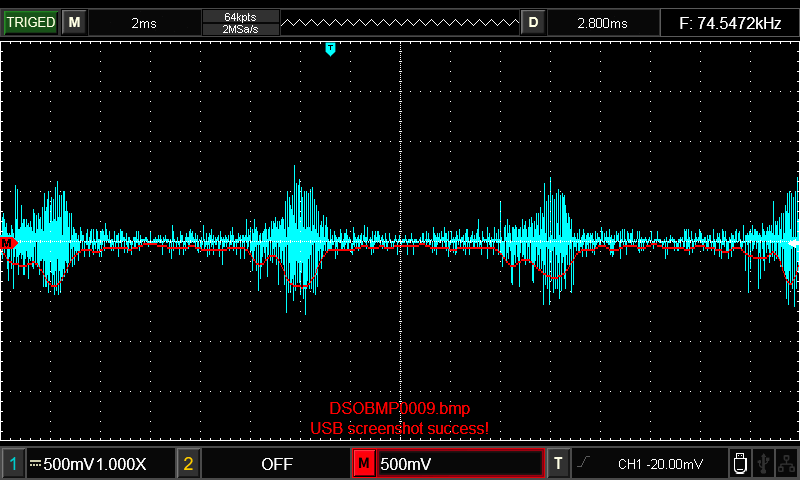 TRIGED M 2ms 64kpts D 2.800ms F: 74.5472kHz
2MSa/s
T
M
DSOBMP0009.bmp
USB screenshot success!
1 500mV 1.000X 2 OFF M 500mV T CH1 -20.00mV